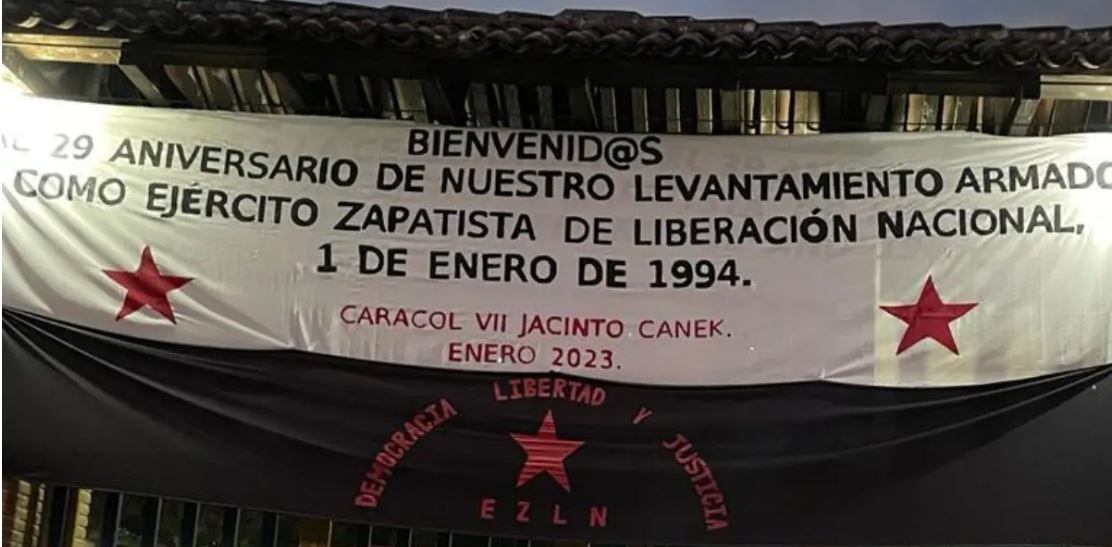 BIENVENID@S
AL 29 ANIVERSARIO DE NUESTRO LEVANTAMIENTO ARMADO
COMO EJÉRCITO ZAPATISTA DE LIBERACIÓN NACIONAL,
1 DE ENERO DE 1994.
CARACOL VII JACINTO CANEK.
ENERO 2023.
DEMOCRACIA LIBERTAD Y JUSTICIA
EZLN